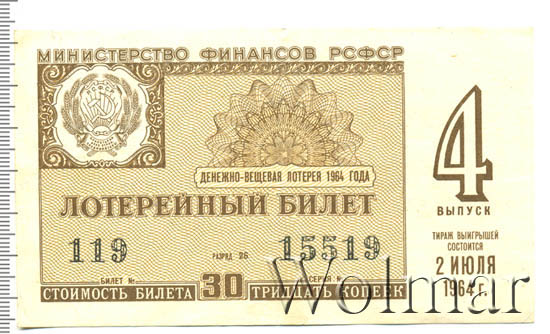 МИНИСТЕРСТВО ФИНАНСОВ РСФСР
РСФСР
ДЕНЕЖНО-ВЕЩЕВАЯ ЛОТЕРЕЯ 1964 ГОДА
ЛОТЕРЕЙНЫЙ БИЛЕТ
119 РАЗРЯД 26 15519
БИЛЕТ № СЕРИЯ №
СТОИМОСТЬ БИЛЕТА 30 ТРИДЦАТЬ КОПЕЕК
4
ВЫПУСК
ТИРАЖ ВЫИГРЫШЕЙ
СОСТОИТСЯ
2 ИЮЛЯ
1964 Г.
Wolmar